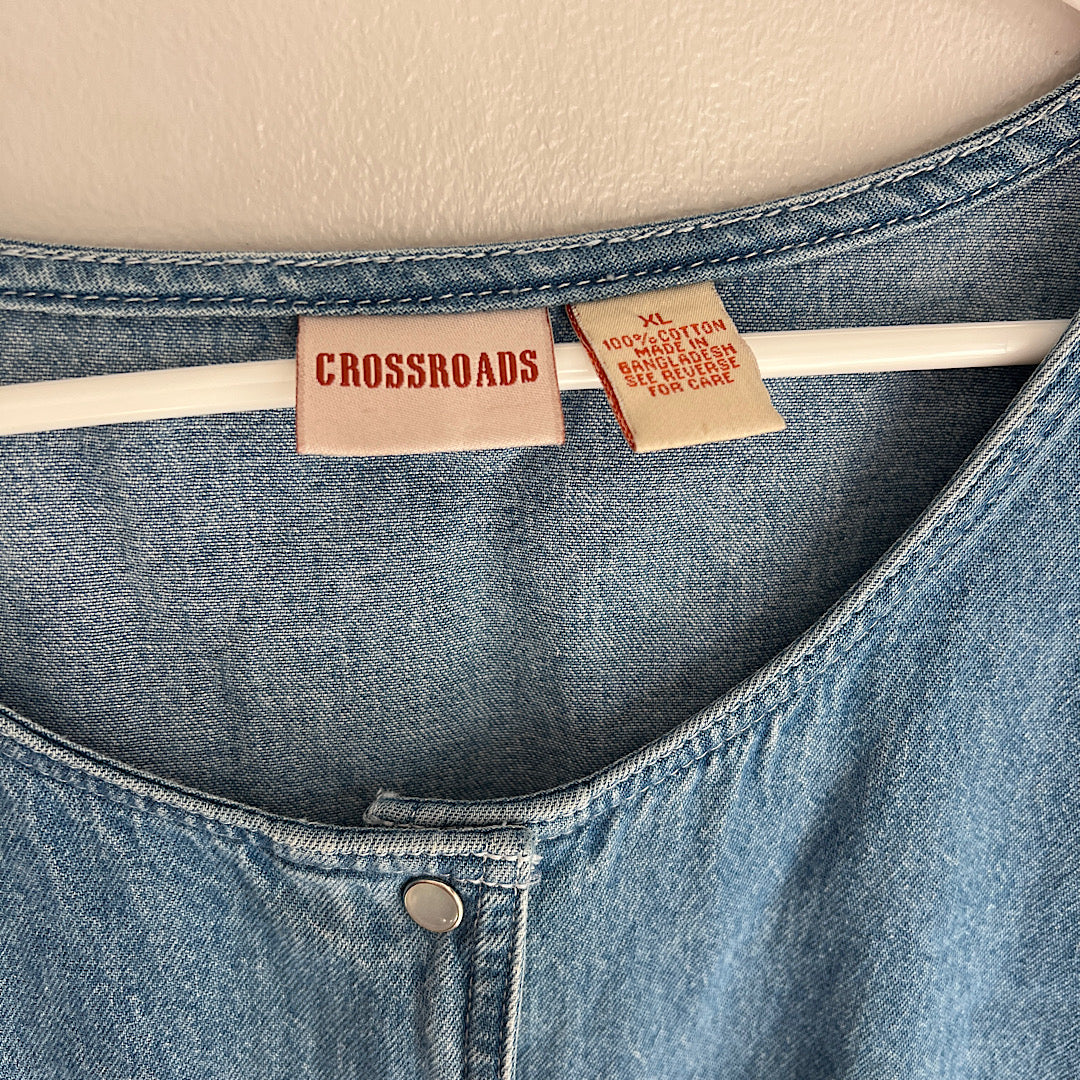 CROSSROADS
XL
100% COTTON
MADE IN
BANGLADESH
SEE REVERSE
FOR CARE